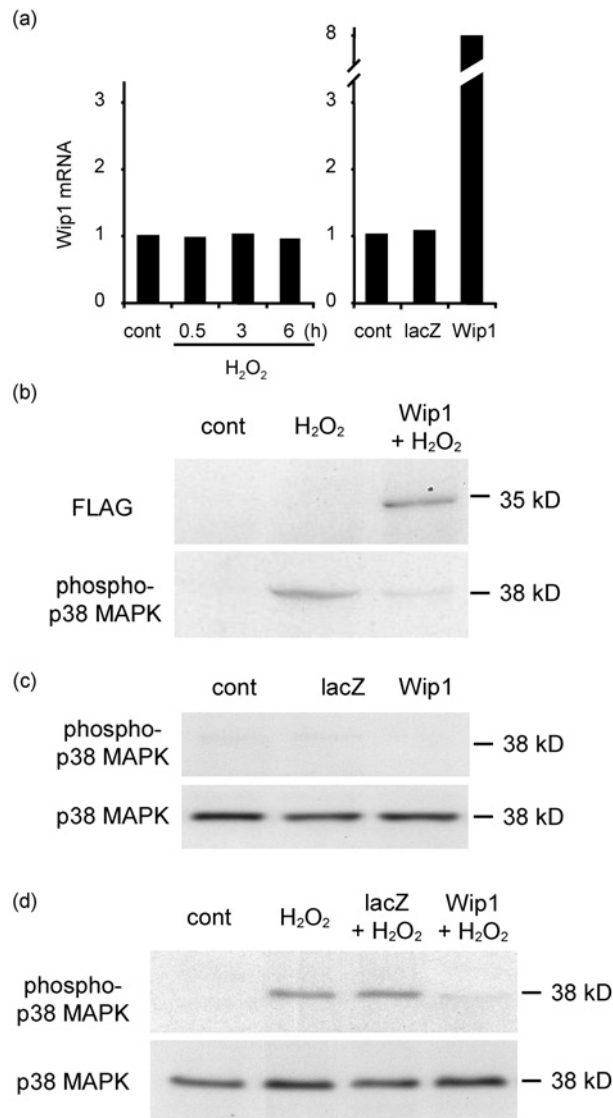 (a)
8
3
2
1
0
Wip1 mRNA
3
2
1
0
cont 0.5 3 6 (h)
H₂O₂
cont lacZ Wip1
(b)
cont H₂O₂ Wip1
+ H₂O₂
FLAG
35 kD
phospho-
p38 MAPK
38 kD
(c)
cont lacZ Wip1
phospho-
p38 MAPK
38 kD
p38 MAPK
38 kD
(d)
cont H₂O₂ lacZ
+ H₂O₂ Wip1
+ H₂O₂
phospho-
p38 MAPK
38 kD
p38 MAPK
38 kD